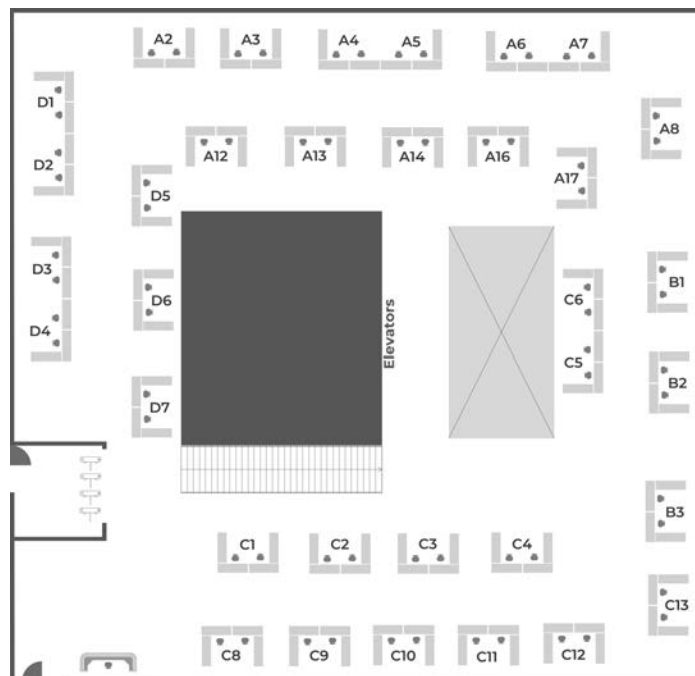 A2 A3 A4 A5 A6 A7
D1
A8
A12 A13 A14 A16
D2
A17
D5
D3
B1
D6
C6
Elevators
D4
C5
B2
D7
B3
C1 C2 C3 C4
C13
C8 C9 C10 C11 C12